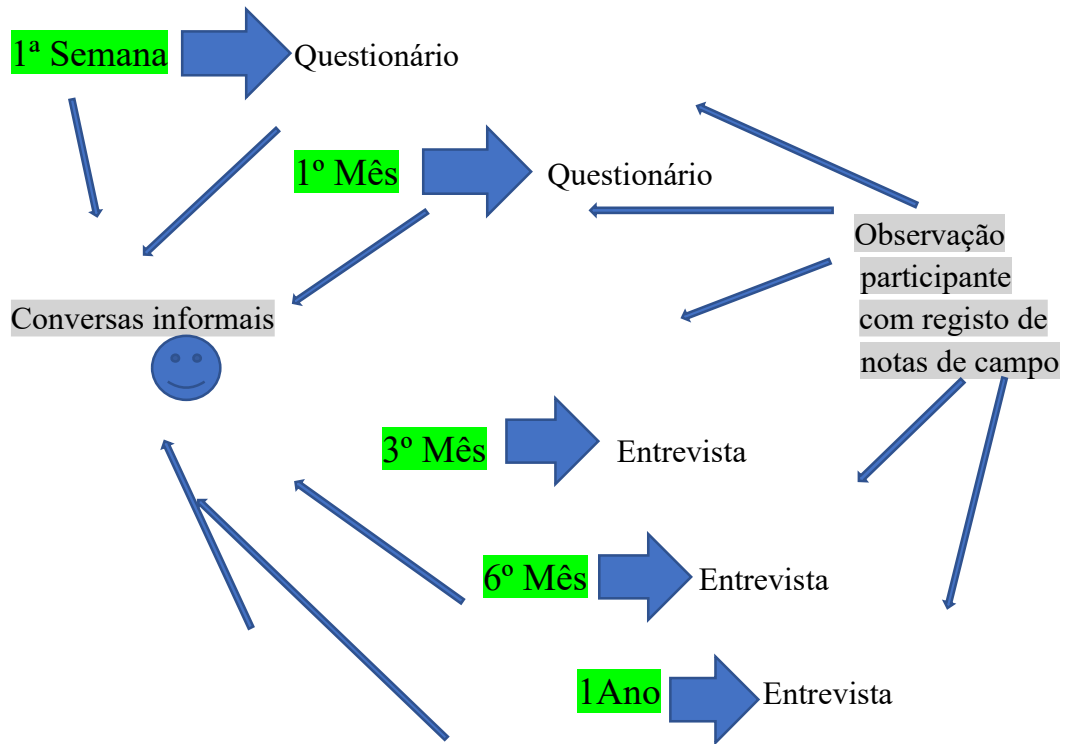 1ª Semana
Questionário
1º Mês
Questionário
Observação
participante
com registo de
notas de campo
Conversas informais
3º Mês
Entrevista
6º Mês
Entrevista
1Ano
Entrevista